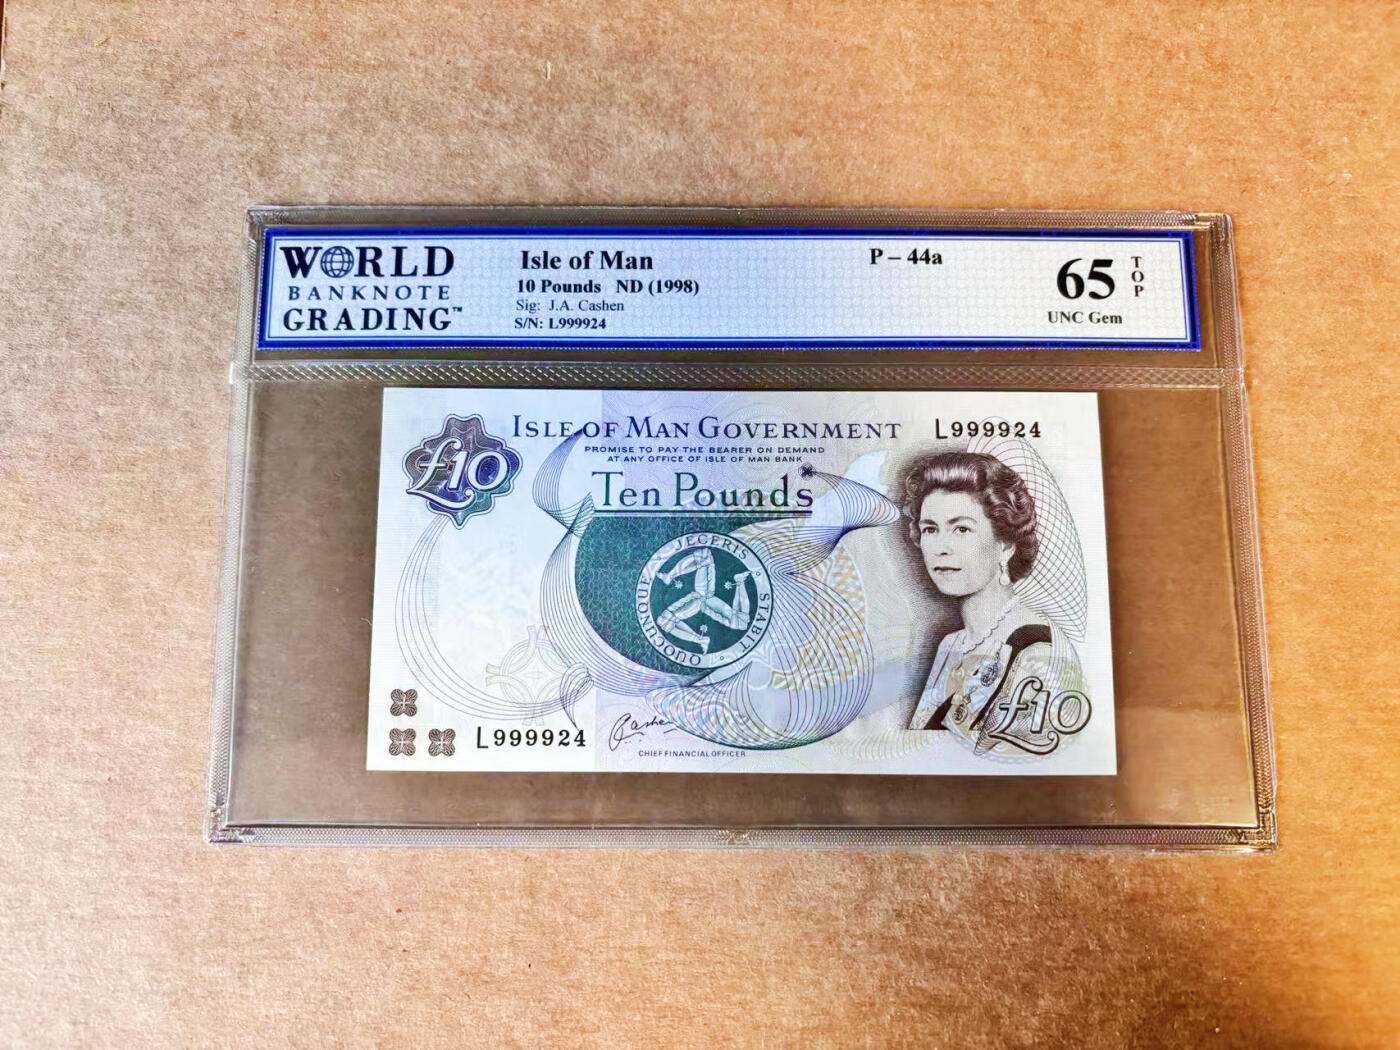 WORLD
BANKNOTE
GRADING™
Isle of Man
10 Pounds ND (1998)
Sig: J.A. Cashen
S/N: L999924
P – 44a
65
TOP
UNC Gem
£10
ISLE OF MAN GOVERNMENT
L999924
PROMISE TO PAY THE BEARER ON DEMAND
AT ANY OFFICE OF ISLE OF MAN BANK
Ten Pounds
QUOCUNQUE JECERIS STABIT
£10
L999924
Cashen
CHIEF FINANCIAL OFFICER